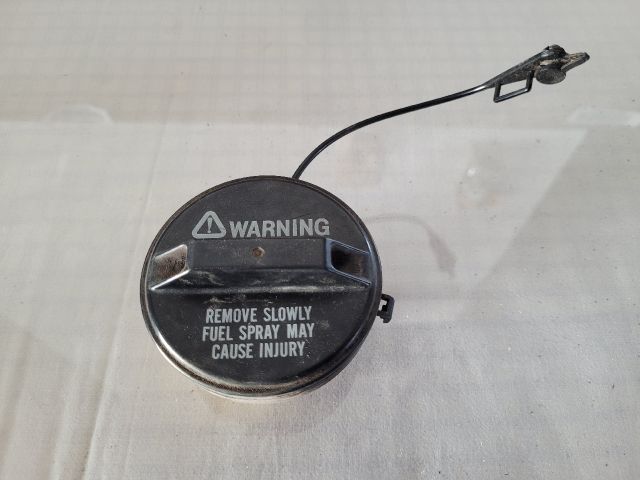 WARNING
REMOVE SLOWLY
FUEL SPRAY MAY
CAUSE INJURY